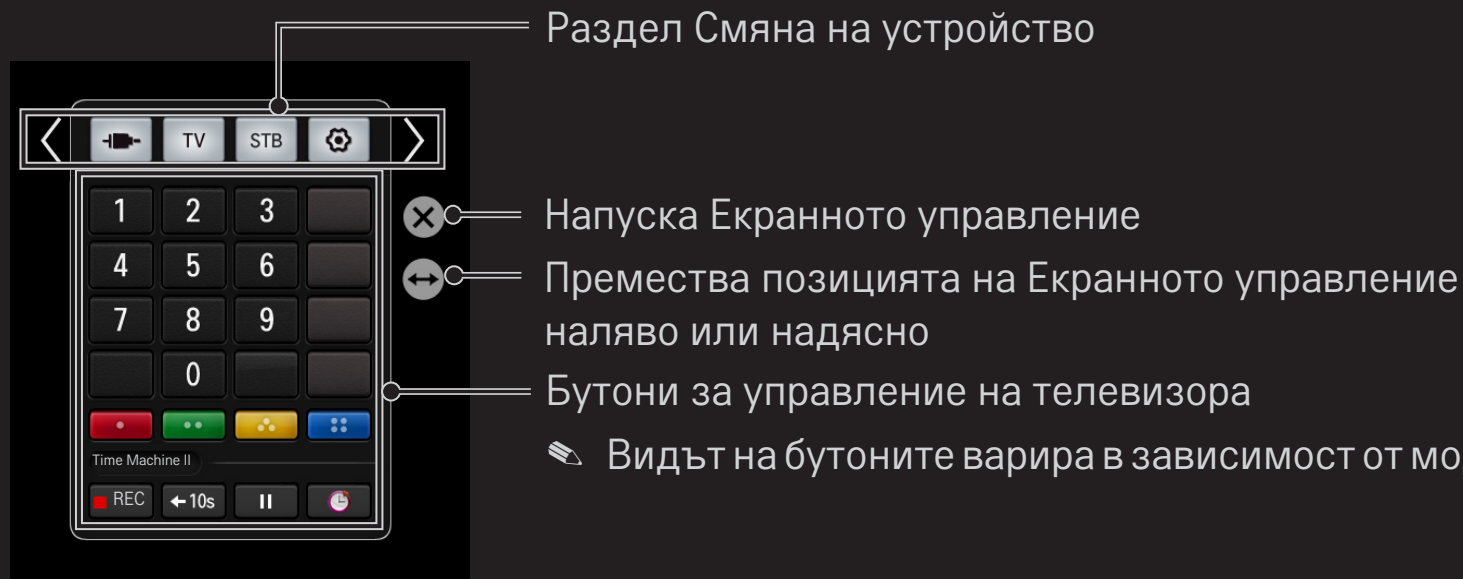 Раздел Смяна на устройство
TV STB
1 2 3
Напуска Екранното управление
4 5 6
Премества позицията на Екранното управление
наляво или надясно
7 8 9
0
Бутони за управление на телевизора
Видът на бутоните варира в зависимост от мо
Time Machine II
REC 10s